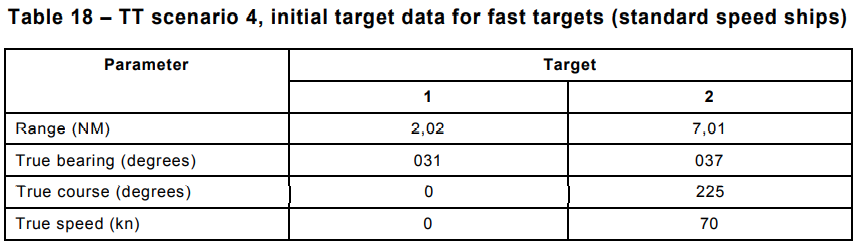 Table 18 – TT scenario 4, initial target data for fast targets (standard speed ships)
Parameter Target
1 2
Range (NM) 2,02 7,01
True bearing (degrees) 031 037
True course (degrees) 0 225
True speed (kn) 0 70